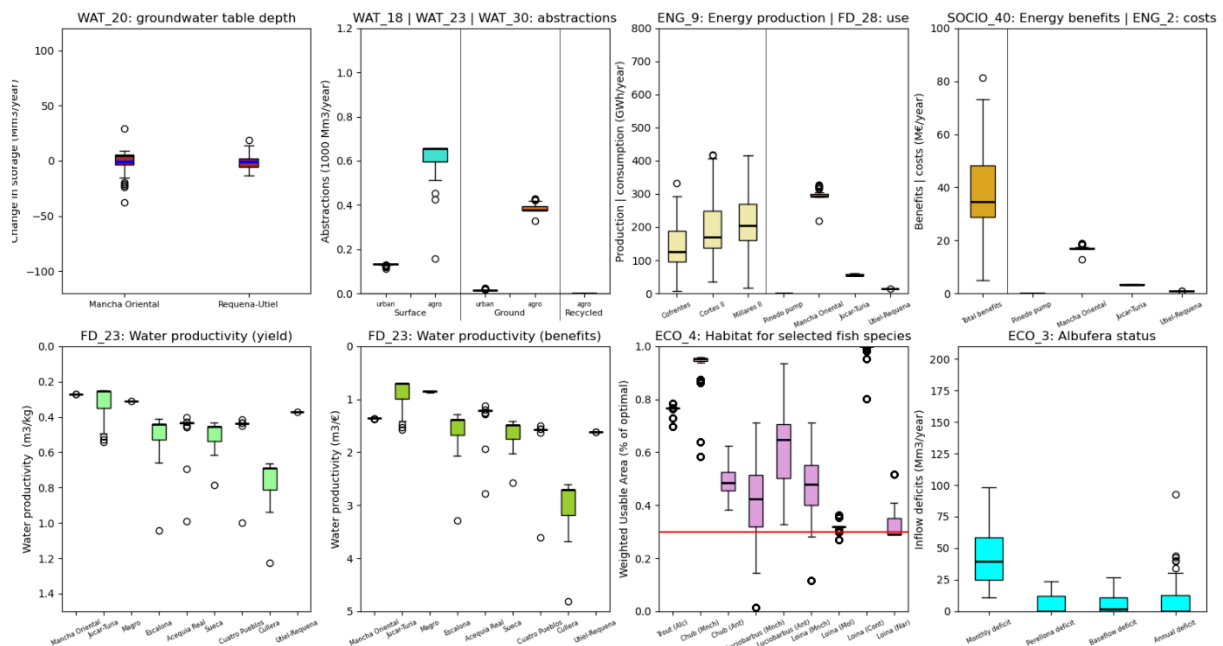 WAT_20: groundwater table depth
Change in storage (Mm3/year)
100
50
0
−50
−100
Mancha Oriental
Requena-Utiel
WAT_18 | WAT_23 | WAT_30: abstractions
Abstractions (1000 Mm3/year)
1.2
1.0
0.8
0.6
0.4
0.2
0.0
urban
agro
urban
agro
agro
Surface
Ground
Recycled
ENG_9: Energy production | FD_28: use
Production | consumption (GWh/year)
800
700
600
500
400
300
200
100
0
Cofrentes
Cortes II
Millares II
Pinedo pump
Mancha Oriental
Jucar-Turia
Utiel-Requena
SOCIO_40: Energy benefits | ENG_2: costs
Benefits | costs (M€/year)
100
80
60
40
20
0
Total benefits
Pinedo pump
Mancha Oriental
Jucar-Turia
Utiel-Requena
FD_23: Water productivity (yield)
Water productivity (m3/kg)
0.0
0.2
0.4
0.6
0.8
1.0
1.2
1.4
Mancha Oriental
Jucar-Turia
Magro
Escalona
Acequia Real
Sueca
Cuatro Pueblos
Cullera
Utiel-Requena
FD_23: Water productivity (benefits)
Water productivity (m3/€)
0
1
2
3
4
5
Mancha Oriental
Jucar-Turia
Magro
Escalona
Acequia Real
Sueca
Cuatro Pueblos
Cullera
Utiel-Requena
ECO_4: Habitat for selected fish species
Weighted Usable Area (% of optimal)
1.0
0.8
0.6
0.4
0.2
0.0
Trout (Alc)
Chub (Mnch)
Chub (Ant)
Luciobarbus (Mnch)
Luciobarbus (Ant)
Loina (Mnch)
Loina (Mol)
Loina (Cont)
Loina (Nar)
ECO_3: Albufera status
Inflow deficits (Mm3/year)
200
175
150
125
100
75
50
25
0
Monthly deficit
Perellona deficit
Baseflow deficit
Annual deficit